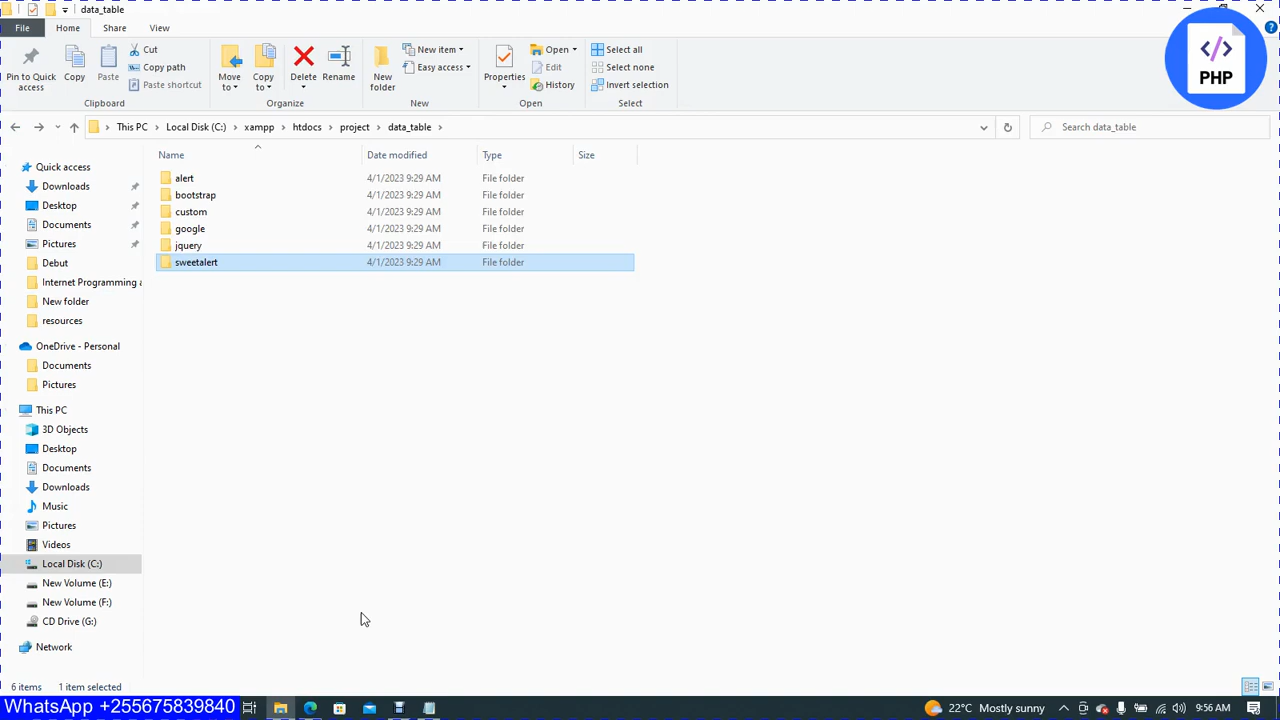 data_table
File Home Share View
Cut
Copy path
Paste shortcut
Pin to Quick access
Copy
Paste
Clipboard
Move to
Copy to
Delete
Rename
Organize
New folder
New item
Easy access
New
Properties
Open
Edit
History
Open
Select all
Select none
Invert selection
Select
</>
PHP
This PC > Local Disk (C:) > xampp > htdocs > project > data_table >
Search data_table
Name Date modified Type Size
alert 4/1/2023 9:29 AM File folder
bootstrap 4/1/2023 9:29 AM File folder
custom 4/1/2023 9:29 AM File folder
google 4/1/2023 9:29 AM File folder
jquery 4/1/2023 9:29 AM File folder
sweetalert 4/1/2023 9:29 AM File folder
Quick access
Downloads
Desktop
Documents
Pictures
Debut
Internet Programming a
New folder
resources
OneDrive - Personal
Documents
Pictures
This PC
3D Objects
Desktop
Documents
Downloads
Music
Pictures
Videos
Local Disk (C:)
New Volume (E:)
New Volume (F:)
CD Drive (G:)
Network
6 items 1 item selected
WhatsApp +255675839840
22°C Mostly sunny
9:56 AM